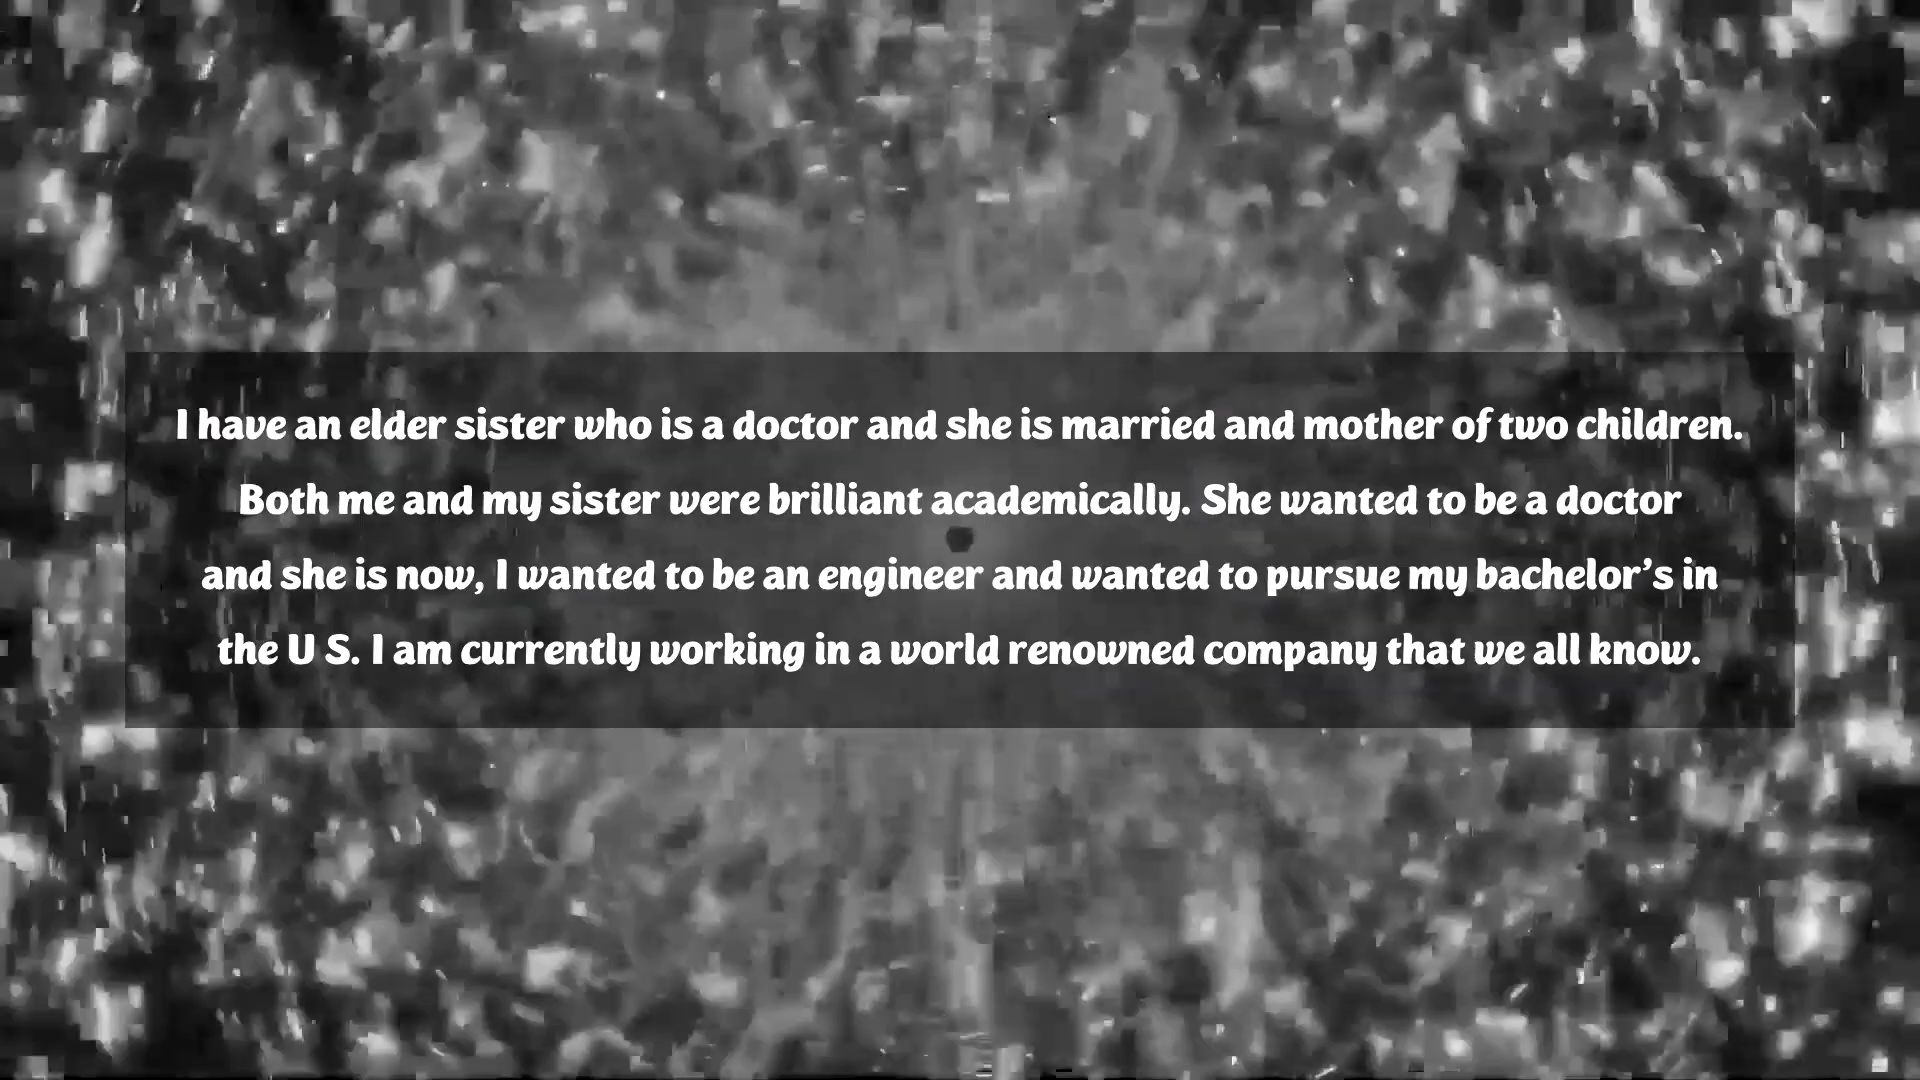 I have an elder sister who is a doctor and she is married and mother of two children.
Both me and my sister were brilliant academically. She wanted to be a doctor
and she is now, I wanted to be an engineer and wanted to pursue my bachelor’s in
the U S. I am currently working in a world renowned company that we all know.